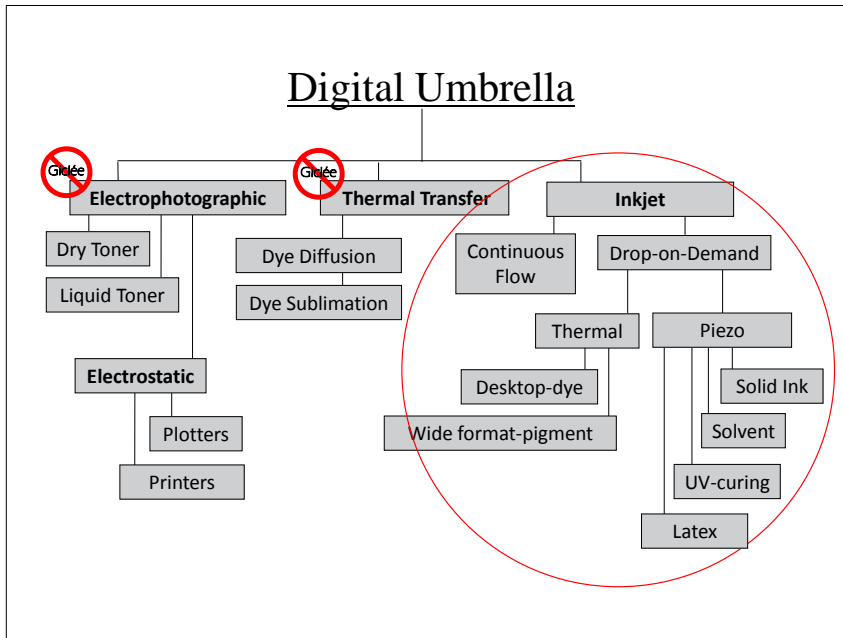 Digital Umbrella
Giclée
Giclée
Electrophotographic
Thermal Transfer
Inkjet
Dry Toner
Liquid Toner
Dye Diffusion
Dye Sublimation
Continuous
Flow
Drop-on-Demand
Thermal
Piezo
Electrostatic
Desktop-dye
Solid Ink
Plotters
Wide format-pigment
Solvent
Printers
UV-curing
Latex